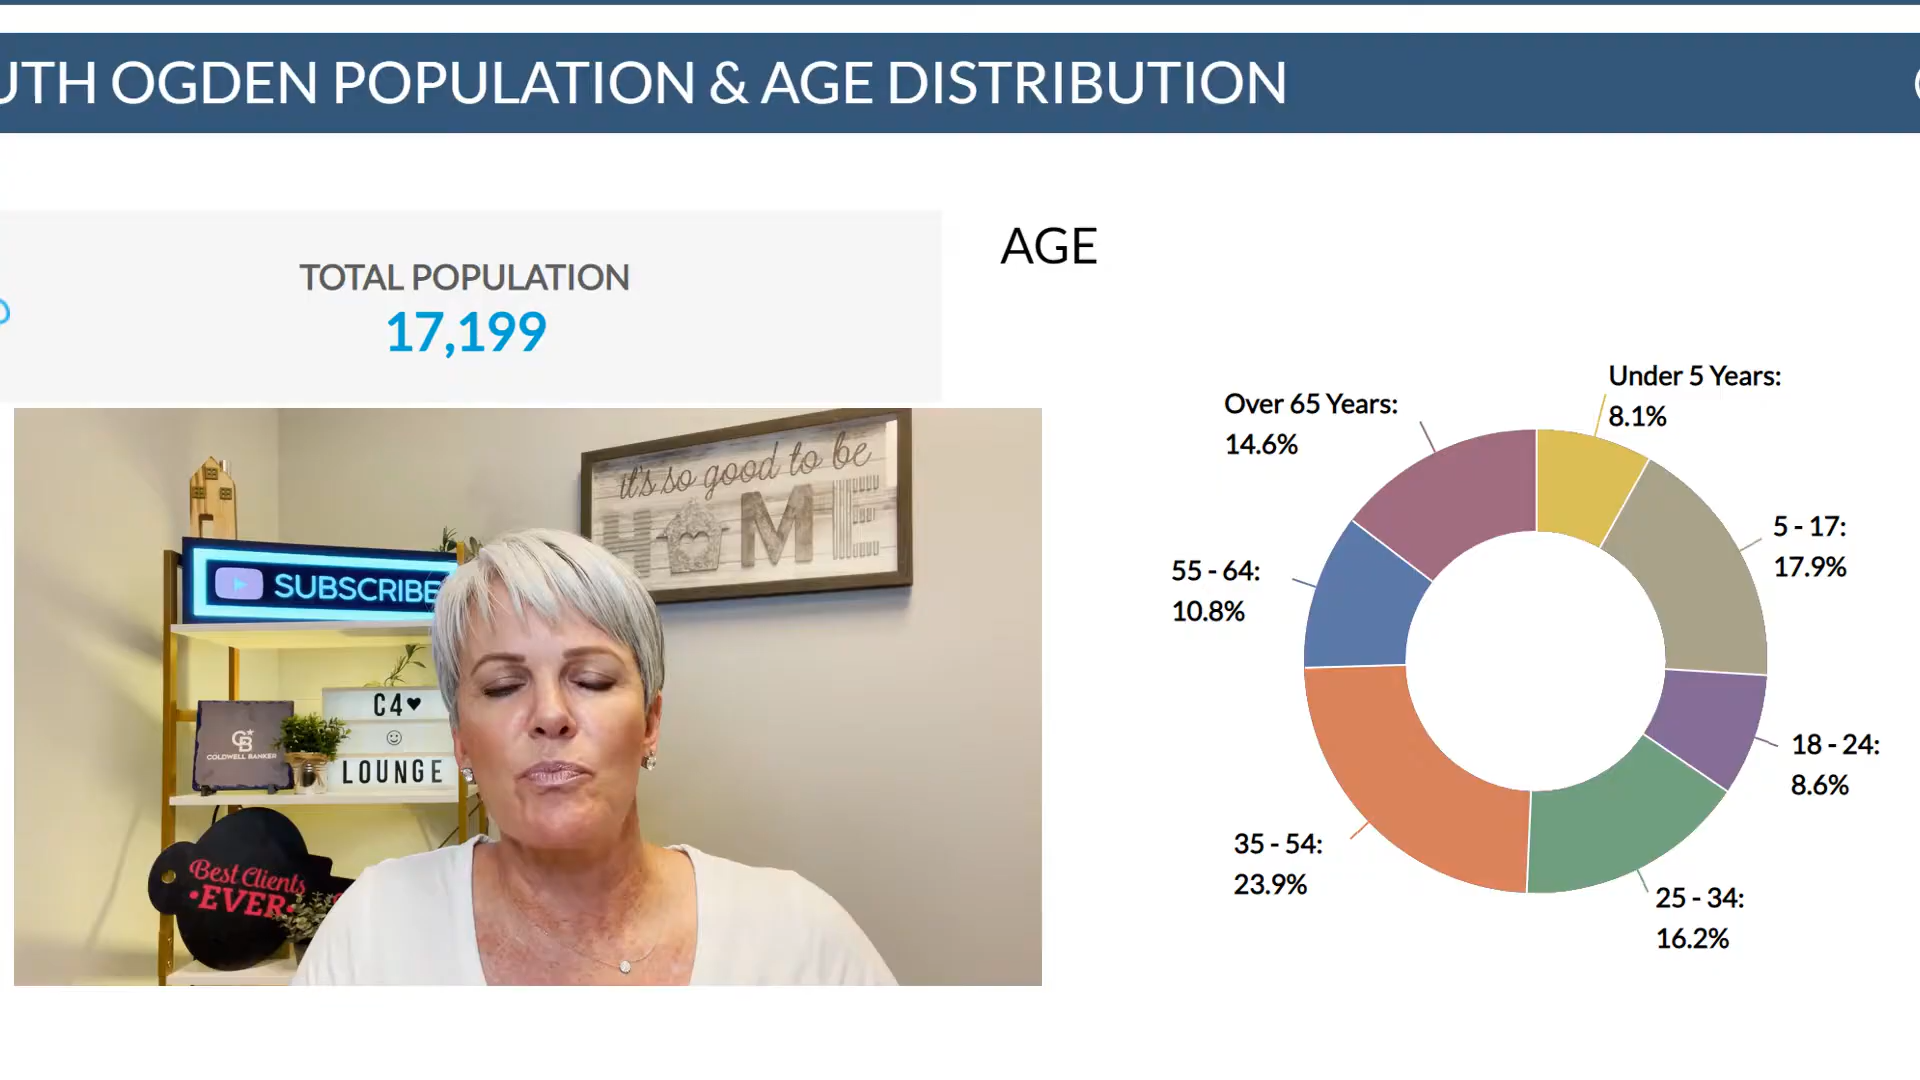 UTH OGDEN POPULATION & AGE DISTRIBUTION
TOTAL POPULATION
17,199
AGE
Under 5 Years:
8.1%
Over 65 Years:
14.6%
5 - 17:
17.9%
55 - 64:
10.8%
18 - 24:
8.6%
35 - 54:
23.9%
25 - 34:
16.2%
it's so good to be
HOME
SUBSCRIBE
C4♥
☺
LOUNGE
CB
COLDWELL BANKER
Best Clients
•EVER•